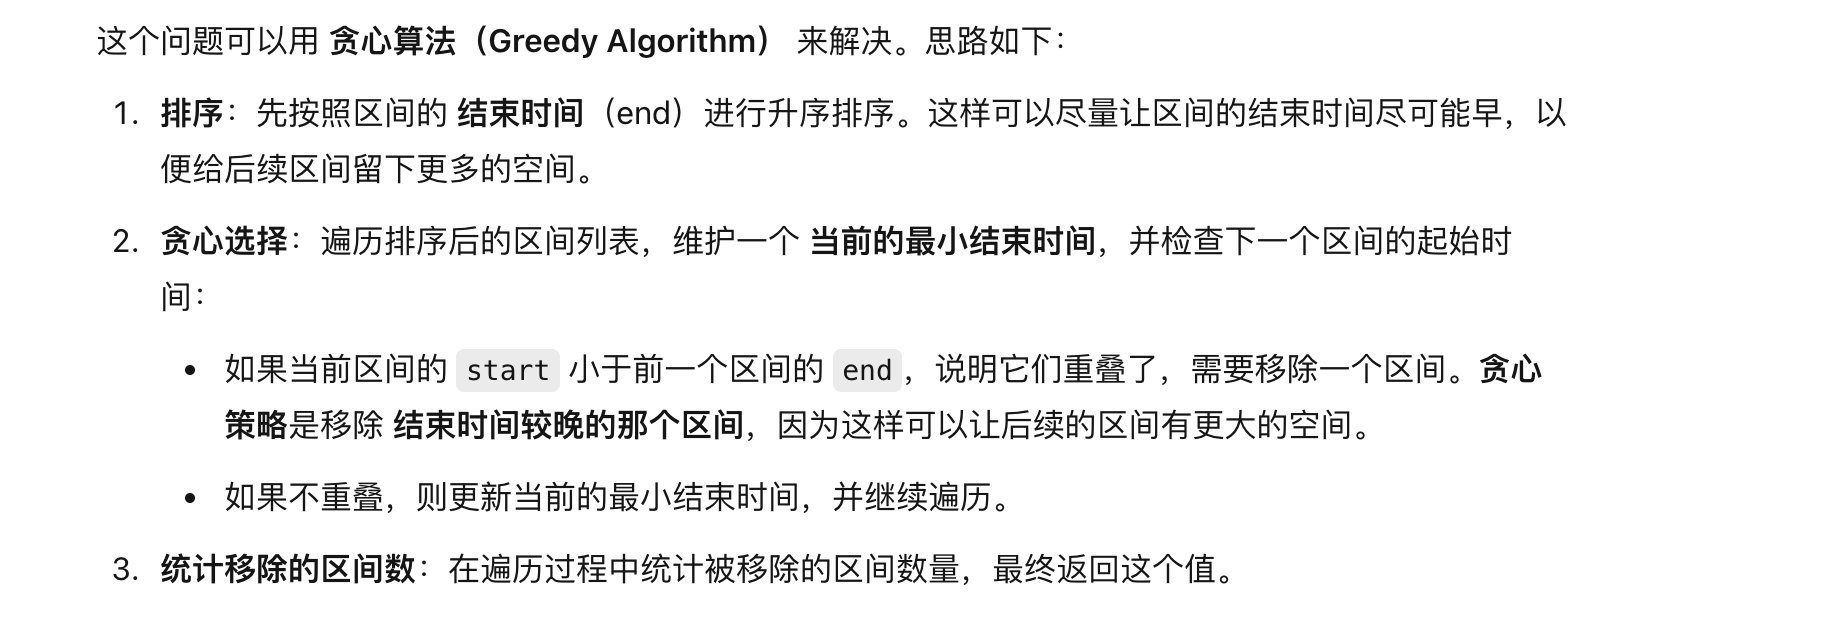 这个问题可以用 贪心算法（Greedy Algorithm） 来解决。思路如下：
1. 排序：先按照区间的 结束时间（end）进行升序排序。这样可以尽量让区间的结束时间尽可能早，以
便给后续区间留下更多的空间。
2. 贪心选择：遍历排序后的区间列表，维护一个 当前的最小结束时间，并检查下一个区间的起始时
间：
• 如果当前区间的 start 小于前一个区间的 end，说明它们重叠了，需要移除一个区间。贪心
策略是移除 结束时间较晚的那个区间，因为这样可以让后续的区间有更大的空间。
• 如果不重叠，则更新当前的最小结束时间，并继续遍历。
3. 统计移除的区间数：在遍历过程中统计被移除的区间数量，最终返回这个值。